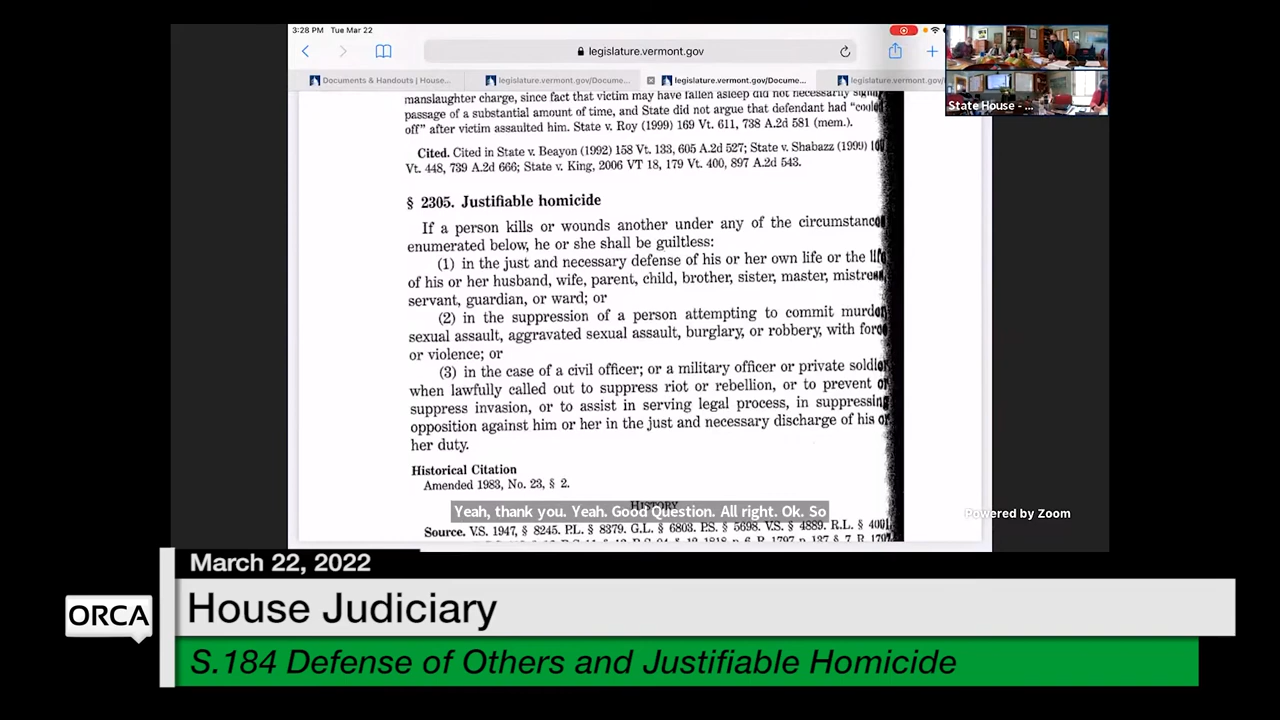 3:28 PM Tue Mar 22
legislature.vermont.gov
Documents & Handouts | House...
legislature.vermont.gov/Docume...
legislature.vermont.gov/Docume...
legislature.vermont.gov/
State House - ...
manslaughter charge, since fact that victim may have fallen asleep did not necessarily
passage of a substantial amount of time, and State did not argue that defendant had "cooled
off" after victim assaulted him. State v. Roy (1999) 169 Vt. 611, 738 A.2d 581 (mem.).
Cited. Cited in State v. Beayon (1992) 158 Vt. 133, 605 A.2d 527; State v. Shabazz (1999)
Vt. 448, 739 A.2d 666; State v. King, 2006 VT 18, 179 Vt. 400, 897 A.2d 543.
§ 2305. Justifiable homicide
If a person kills or wounds another under any of the circumstances
enumerated below, he or she shall be guiltless:
(1) in the just and necessary defense of his or her own life or the life
of his or her husband, wife, parent, child, brother, sister, master, mistress,
servant, guardian, or ward; or
(2) in the suppression of a person attempting to commit murder,
sexual assault, aggravated sexual assault, burglary, or robbery, with force
or violence; or
(3) in the case of a civil officer; or a military officer or private soldier
when lawfully called out to suppress riot or rebellion, or to prevent or
suppress invasion, or to assist in serving legal process, in suppressing
opposition against him or her in the just and necessary discharge of his or
her duty.
Historical Citation
Amended 1983, No. 23, § 2.
HISTORY
Yeah, thank you. Yeah. Good Question. All right. Ok. So
Source. V.S. 1947, § 8245. P.L. § 8379. G.L. § 6803. P.S. § 5698. V.S. § 4889. R.L. § 4001
Powered by Zoom
March 22, 2022
ORCA
House Judiciary
S.184 Defense of Others and Justifiable Homicide